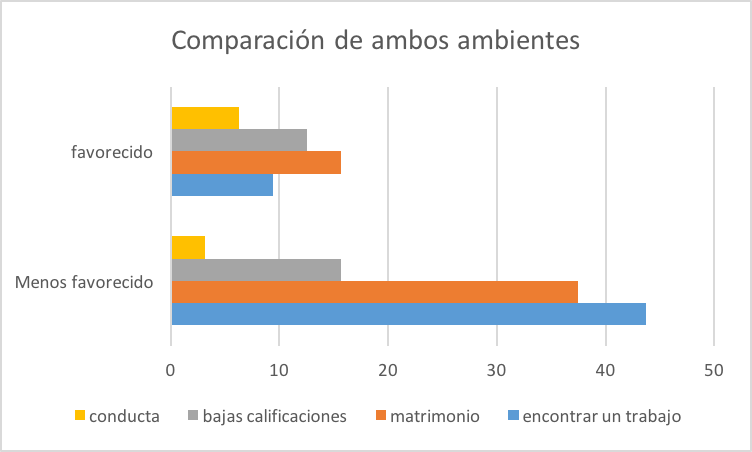 Comparación de ambos ambientes
favorecido
Menos favorecido
0 10 20 30 40 50
conducta bajas calificaciones matrimonio encontrar un trabajo